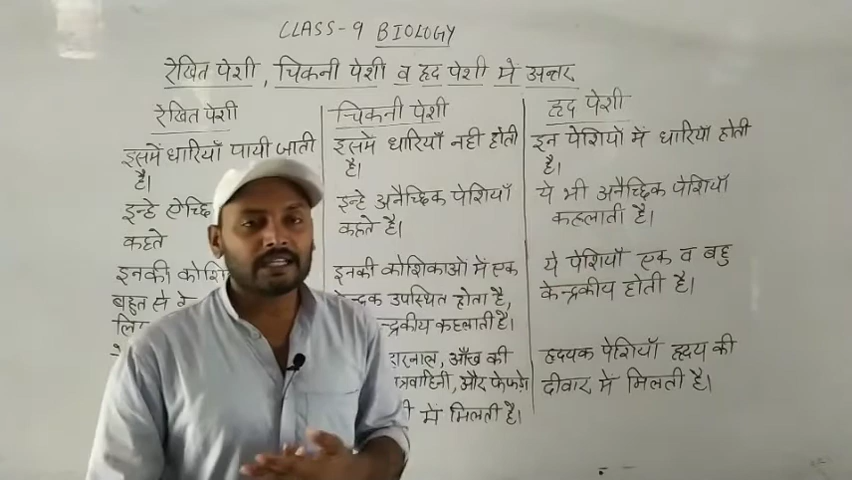 CLASS-9 BIOLOGY
रेखित पेशी, चिकनी पेशी व हृद पेशी में अन्तर
रेखित पेशी
इसमें धारियाँ पायी जाती
है।
इन्हे ऐच्छि
कहते
इनकी कोशि
बहुत से
चिकनी पेशी
इसमें धारियाँ नही होती
है।
इन्हे अनैच्छिक पेशियाँ
कहते है।
इनकी कोशिकाओं में एक
केन्द्रक उपस्थित होता है,
न्द्रकीय कहलाती है।
आँख की
त्रवाहिनी, और फेफड़े
में मिलती है।
हृद पेशी
इन पेशियों में धारियाँ होती
है।
ये भी अनैच्छिक पेशियाँ
कहलाती है।
ये पेशियाँ एक व बहु
केन्द्रकीय होती है।
हृदयक पेशियाँ हृदय की
दीवार में मिलती है।